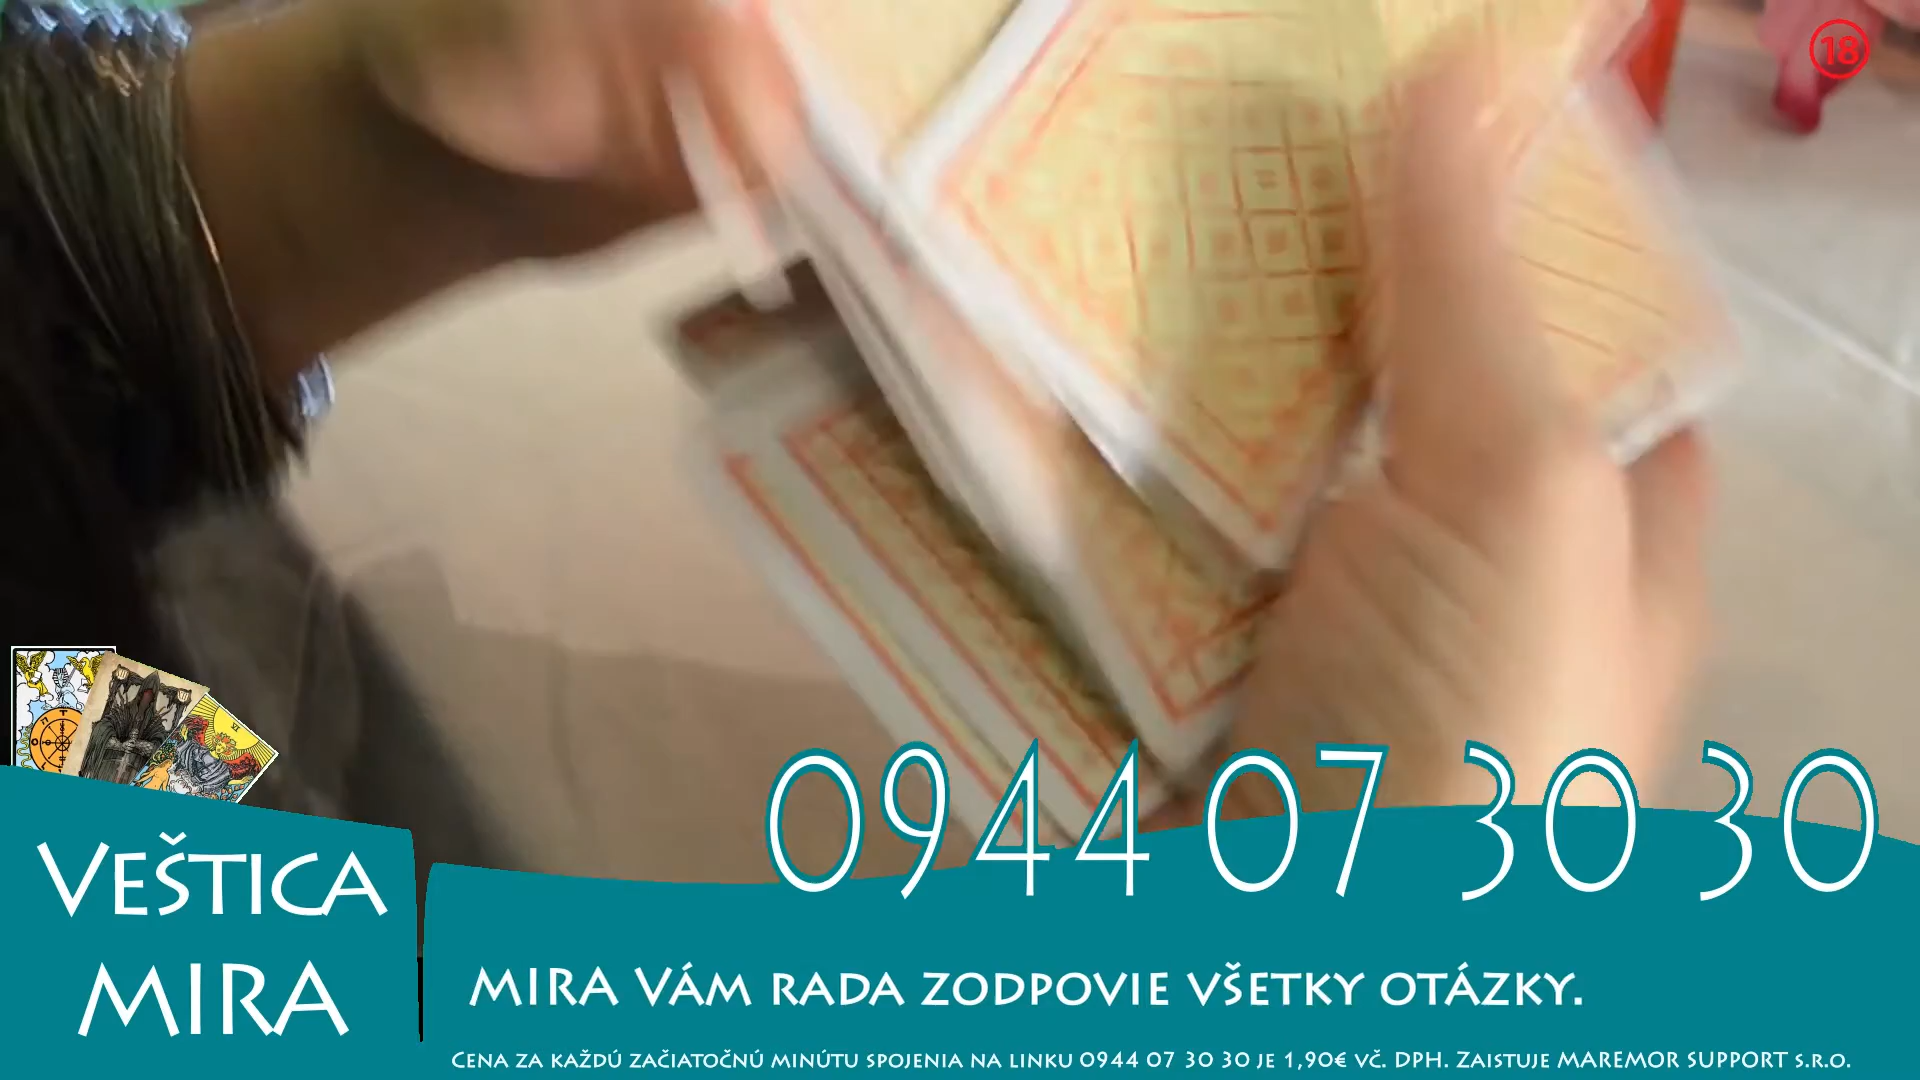 18
0944 07 30 30
VEŠTICA
MIRA
MIRA VÁM RADA ZODPOVIE VŠETKY OTÁZKY.
CENA ZA KAŽDÚ ZAČIATOČNÚ MINÚTU SPOJENIA NA LINKU 0944 07 30 30 JE 1,90€ VČ. DPH. ZAISTUJE MAREMOR SUPPORT S.R.O.